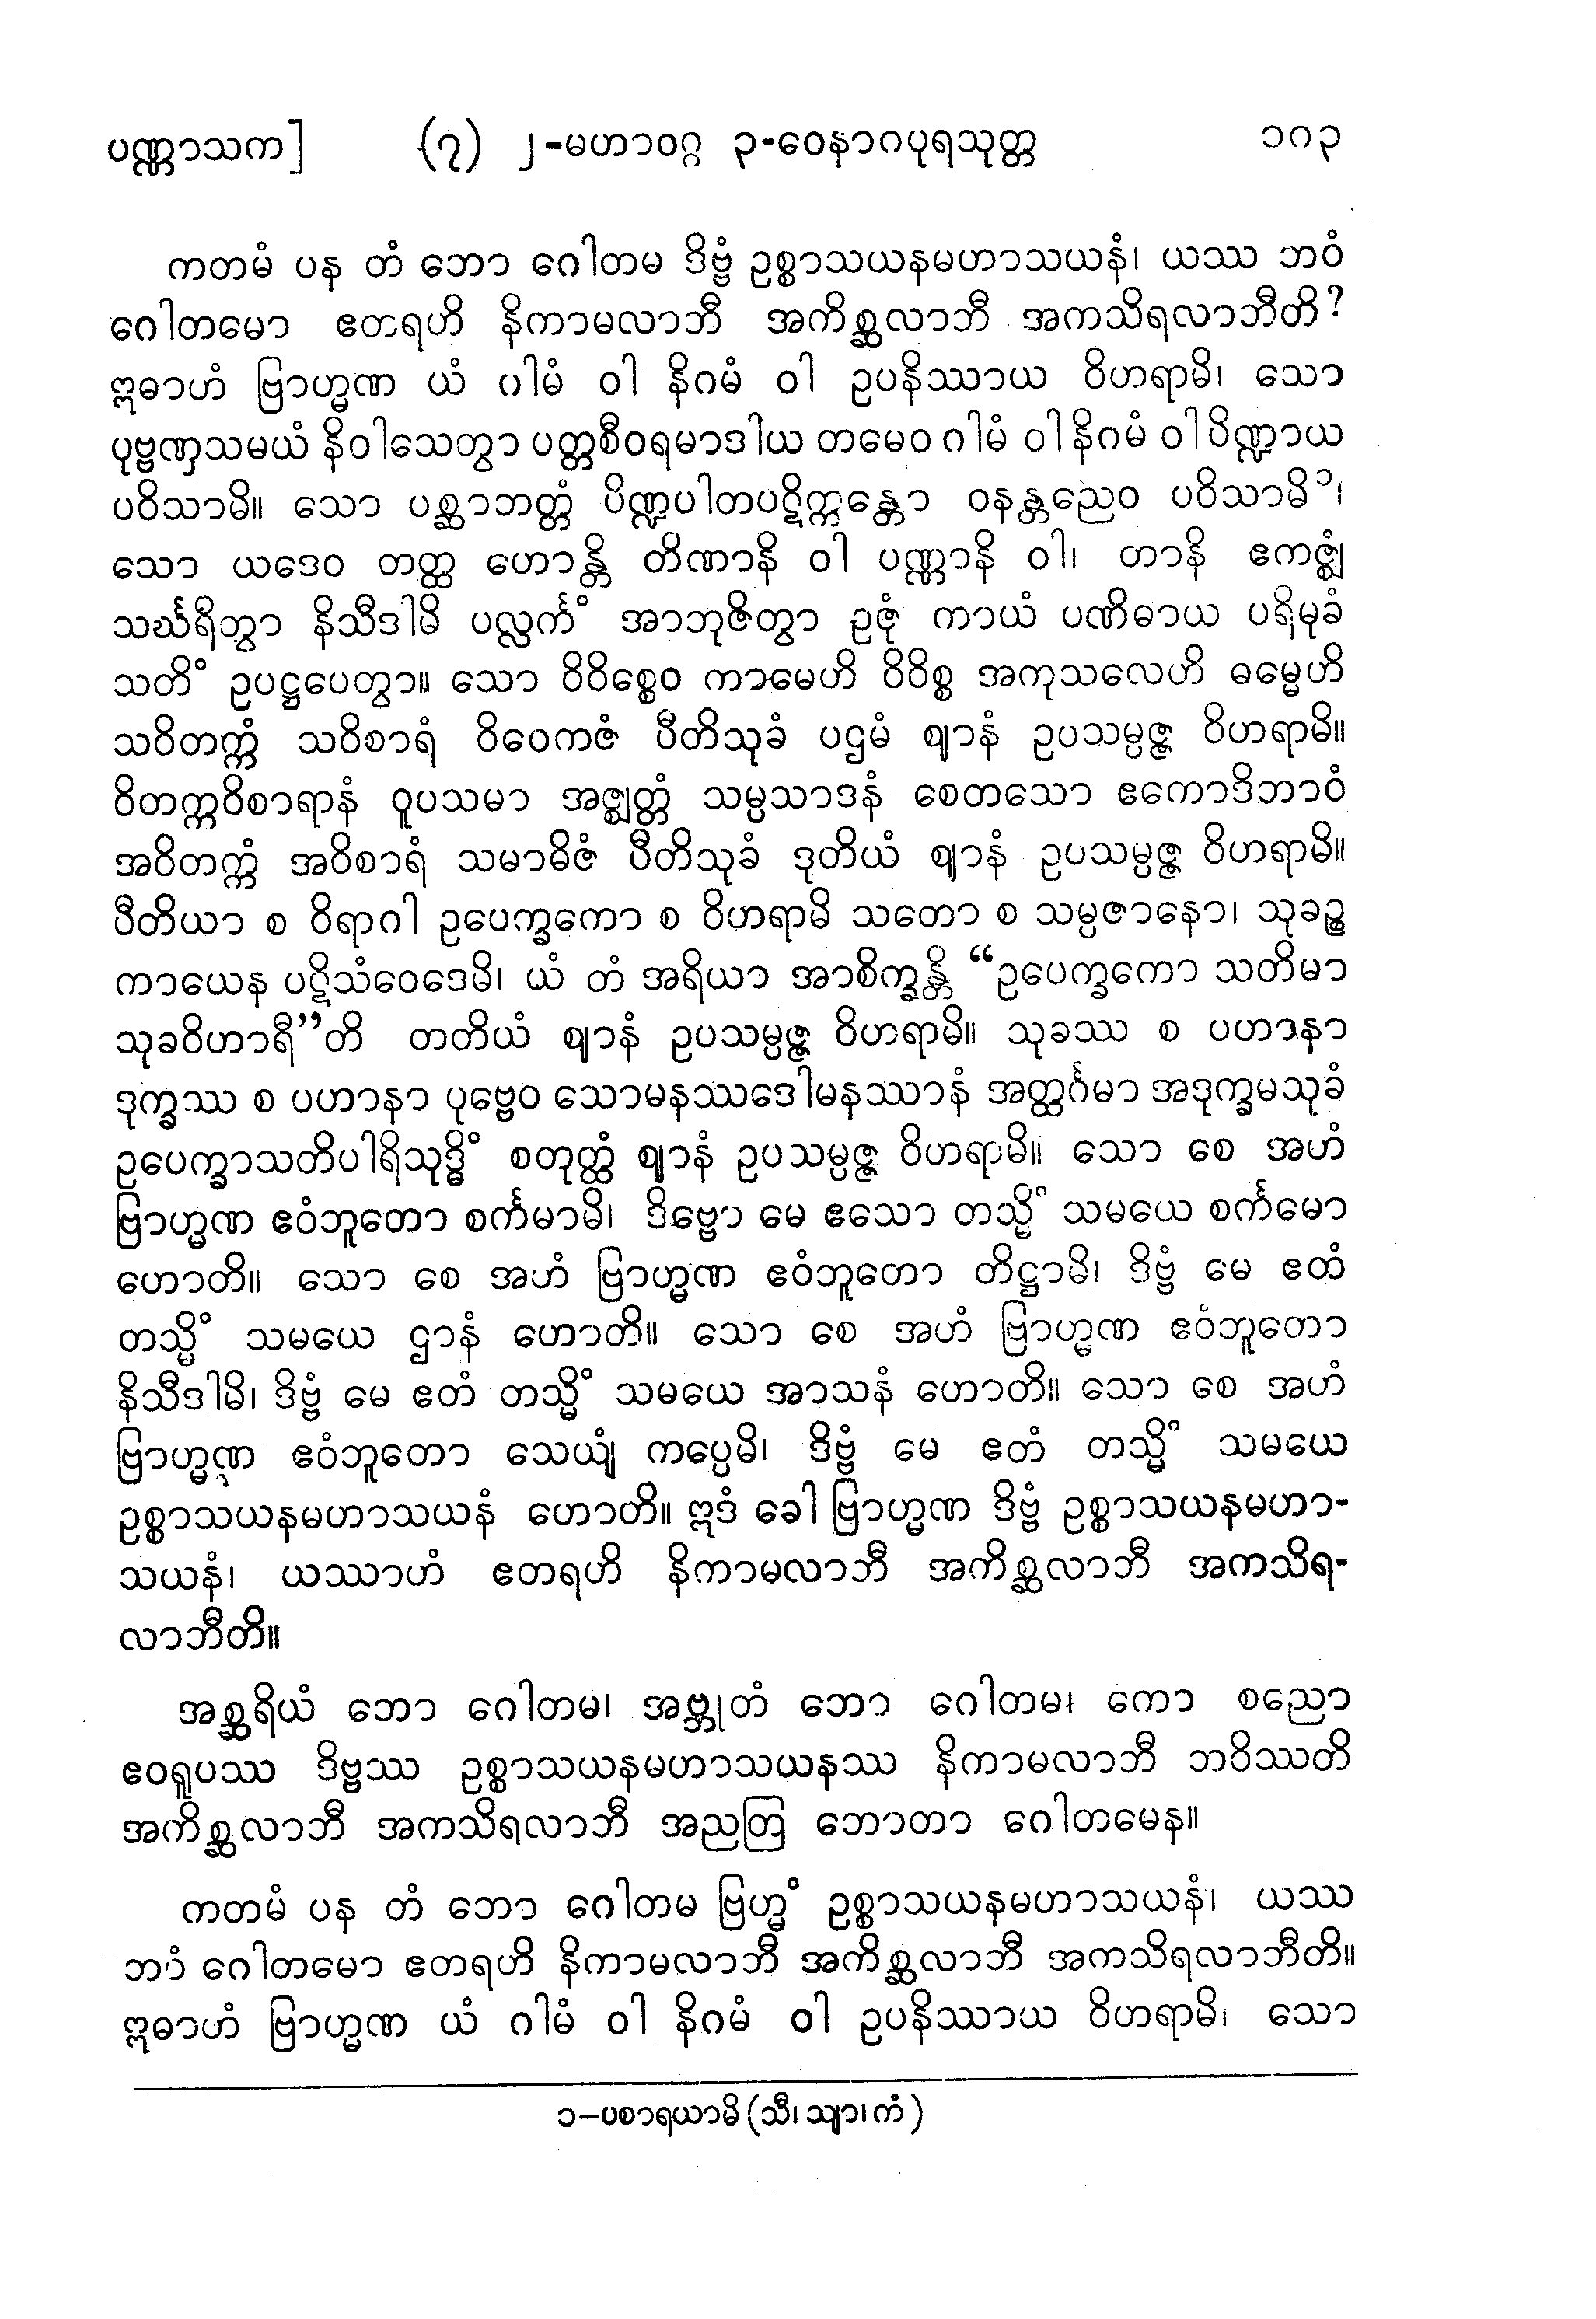 ပဏ္ဏာသက] (၇) ၂-မဟာဝဂ္ဂ ၃-ဝေနာဂပုရသုတ္တ ၁ဂ၃
ကတမံ ပန တံ ဘော ဂေါတမ ဒိဗ္ဗံ ဥစ္စာသယနမဟာသယနံ၊ ယဿ ဘဝံ
ဂေါတမော ဧတရဟိ နိကာမလာဘီ အကိစ္ဆလာဘီ အကသိရလာဘီတိ?
ဣဓာဟံ ဗြာဟ္မဏ ယံ ဂါမံ ဝါ နိဂမံ ဝါ ဥပနိဿာယ ဝိဟရာမိ၊ သော
ပုဗ္ဗဏှသမယံ နိဝါသေတွာ ပတ္တစီဝရမာဒါယ တမေဝ ဂါမံ ဝါ နိဂမံ ဝါ ပိဏ္ဍာယ
ပဝိသာမိ။ သော ပစ္ဆာဘတ္တံ ပိဏ္ဍပါတပဋိက္ကန္တော ဝနန္တညေဝ ပဝိသာမိ၁၊
သော ယဒေဝ တတ္ထ ဟောန္တိ တိဏာနိ ဝါ ပဏ္ဏာနိ ဝါ၊ တာနိ ဧကဇ္ဈံ
သင်္ဃရိတွာ နိသီဒါမိ ပလ္လင်္ကံ အာဘုဇိတွာ ဥဇုံ ကာယံ ပဏိဓာယ ပရိမုခံ
သတိံ ဥပဋ္ဌပေတွာ။ သော ဝိဝိစ္စေဝ ကာမေဟိ ဝိဝိစ္စ အကုသလေဟိ ဓမ္မေဟိ
သဝိတက္ကံ သဝိစာရံ ဝိဝေကဇံ ပီတိသုခံ ပဌမံ ဈာနံ ဥပသမ္ပဇ္ဇ ဝိဟရာမိ။
ဝိတက္ကဝိစာရာနံ ဝူပသမာ အဇ္ဈတ္တံ သမ္ပသာဒနံ စေတသော ဧကောဒိဘာဝံ
အဝိတက္ကံ အဝိစာရံ သမာဓိဇံ ပီတိသုခံ ဒုတိယံ ဈာနံ ဥပသမ္ပဇ္ဇ ဝိဟရာမိ။
ပီတိယာ စ ဝိရာဂါ ဥပေက္ခကော စ ဝိဟရာမိ သတော စ သမ္ပဇာနော၊ သုခဉ္စ
ကာယေန ပဋိသံဝေဒေမိ၊ ယံ တံ အရိယာ အာစိက္ခန္တိ “ဥပေက္ခကော သတိမာ
သုခဝိဟာရီ”တိ တတိယံ ဈာနံ ဥပသမ္ပဇ္ဇ ဝိဟရာမိ။ သုခဿ စ ပဟာနာ
ဒုက္ခဿ စ ပဟာနာ ပုဗ္ဗေဝ သောမနဿဒေါမနဿာနံ အတ္ထင်္ဂမာ အဒုက္ခမသုခံ
ဥပေက္ခာသတိပါရိသုဒ္ဓိံ စတုတ္ထံ ဈာနံ ဥပသမ္ပဇ္ဇ ဝိဟရာမိ။ သော စေ အဟံ
ဗြာဟ္မဏ ဧဝံဘူတော စင်္ကမာမိ၊ ဒိဗ္ဗော မေ ဧသော တသ္မိံ သမယေ စင်္ကမော
ဟောတိ။ သော စေ အဟံ ဗြာဟ္မဏ ဧဝံဘူတော တိဋ္ဌာမိ၊ ဒိဗ္ဗံ မေ ဧတံ
တသ္မိံ သမယေ ဌာနံ ဟောတိ။ သော စေ အဟံ ဗြာဟ္မဏ ဧဝံဘူတော
နိသီဒါမိ၊ ဒိဗ္ဗံ မေ ဧတံ တသ္မိံ သမယေ အာသနံ ဟောတိ။ သော စေ အဟံ
ဗြာဟ္မဏ ဧဝံဘူတော သေယျံ ကပ္ပေမိ၊ ဒိဗ္ဗံ မေ ဧတံ တသ္မိံ သမယေ
ဥစ္စာသယနမဟာသယနံ ဟောတိ။ ဣဒံ ခေါ ဗြာဟ္မဏ ဒိဗ္ဗံ ဥစ္စာသယနမဟာ-
သယနံ၊ ယဿာဟံ ဧတရဟိ နိကာမလာဘီ အကိစ္ဆလာဘီ အကသိရ-
လာဘီတိ။
အစ္ဆရိယံ ဘော ဂေါတမ၊ အဗ္ဘုတံ ဘော ဂေါတမ၊ ကော စညော
ဧဝရူပဿ ဒိဗ္ဗဿ ဥစ္စာသယနမဟာသယနဿ နိကာမလာဘီ ဘဝိဿတိ
အကိစ္ဆလာဘီ အကသိရလာဘီ အညတြ ဘောတာ ဂေါတမေန။
ကတမံ ပန တံ ဘော ဂေါတမ ဗြဟ္မံ ဥစ္စာသယနမဟာသယနံ၊ ယဿ
ဘဝံ ဂေါတမော ဧတရဟိ နိကာမလာဘီ အကိစ္ဆလာဘီ အကသိရလာဘီတိ။
ဣဓာဟံ ဗြာဟ္မဏ ယံ ဂါမံ ဝါ နိဂမံ ဝါ ဥပနိဿာယ ဝိဟရာမိ၊ သော
၁–ပစာရယာမိ (သီ၊ သျာ၊ ကံ)